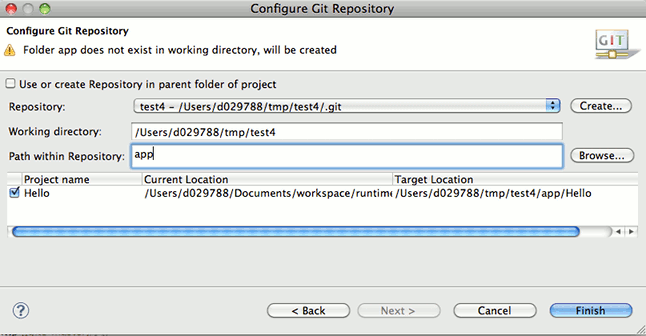 Configure Git Repository
Configure Git Repository
Folder app does not exist in working directory, will be created
GIT
Use or create Repository in parent folder of project
Repository: test4 - /Users/d029788/tmp/test4/.git Create...
Working directory: /Users/d029788/tmp/test4
Path within Repository: app Browse...
Project name Current Location Target Location
Hello /Users/d029788/Documents/workspace/runtime /Users/d029788/tmp/test4/app/Hello
? < Back Next > Cancel Finish